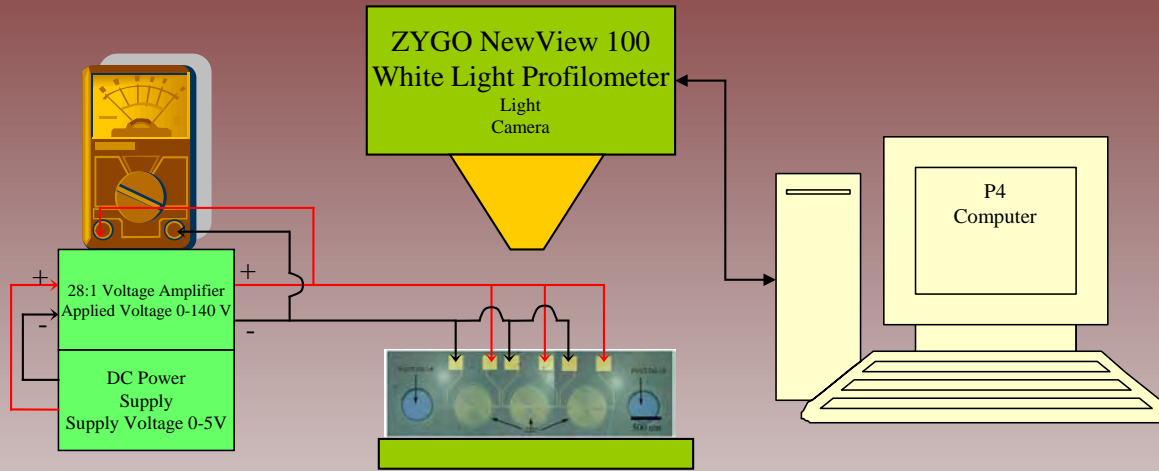 ZYGO NewView 100
White Light Profilometer
Light
Camera
P4
Computer
+
+
28:1 Voltage Amplifier
Applied Voltage 0-140 V
-
-
DC Power
Supply
Supply Voltage 0-5V
500 um